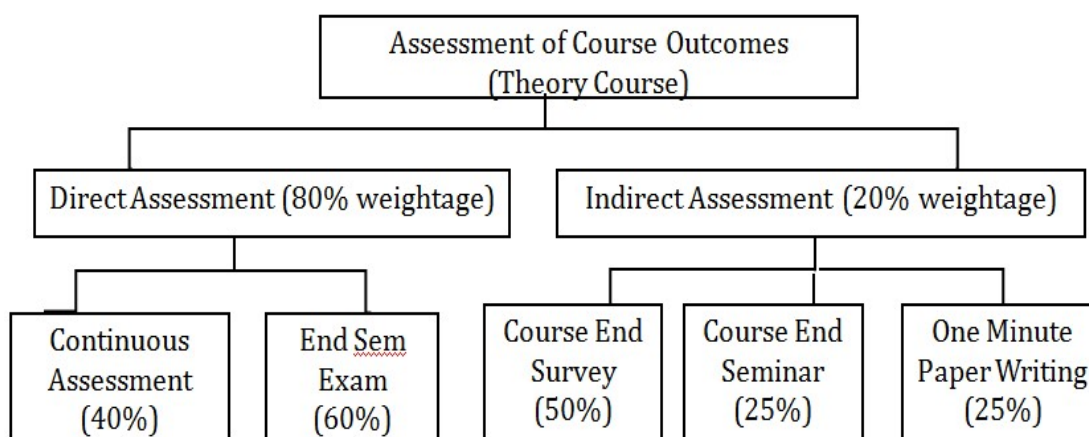 Assessment of Course Outcomes
(Theory Course)
Direct Assessment (80% weightage)
Indirect Assessment (20% weightage)
Continuous
Assessment
(40%)
End Sem
Exam
(60%)
Course End
Survey
(50%)
Course End
Seminar
(25%)
One Minute
Paper Writing
(25%)